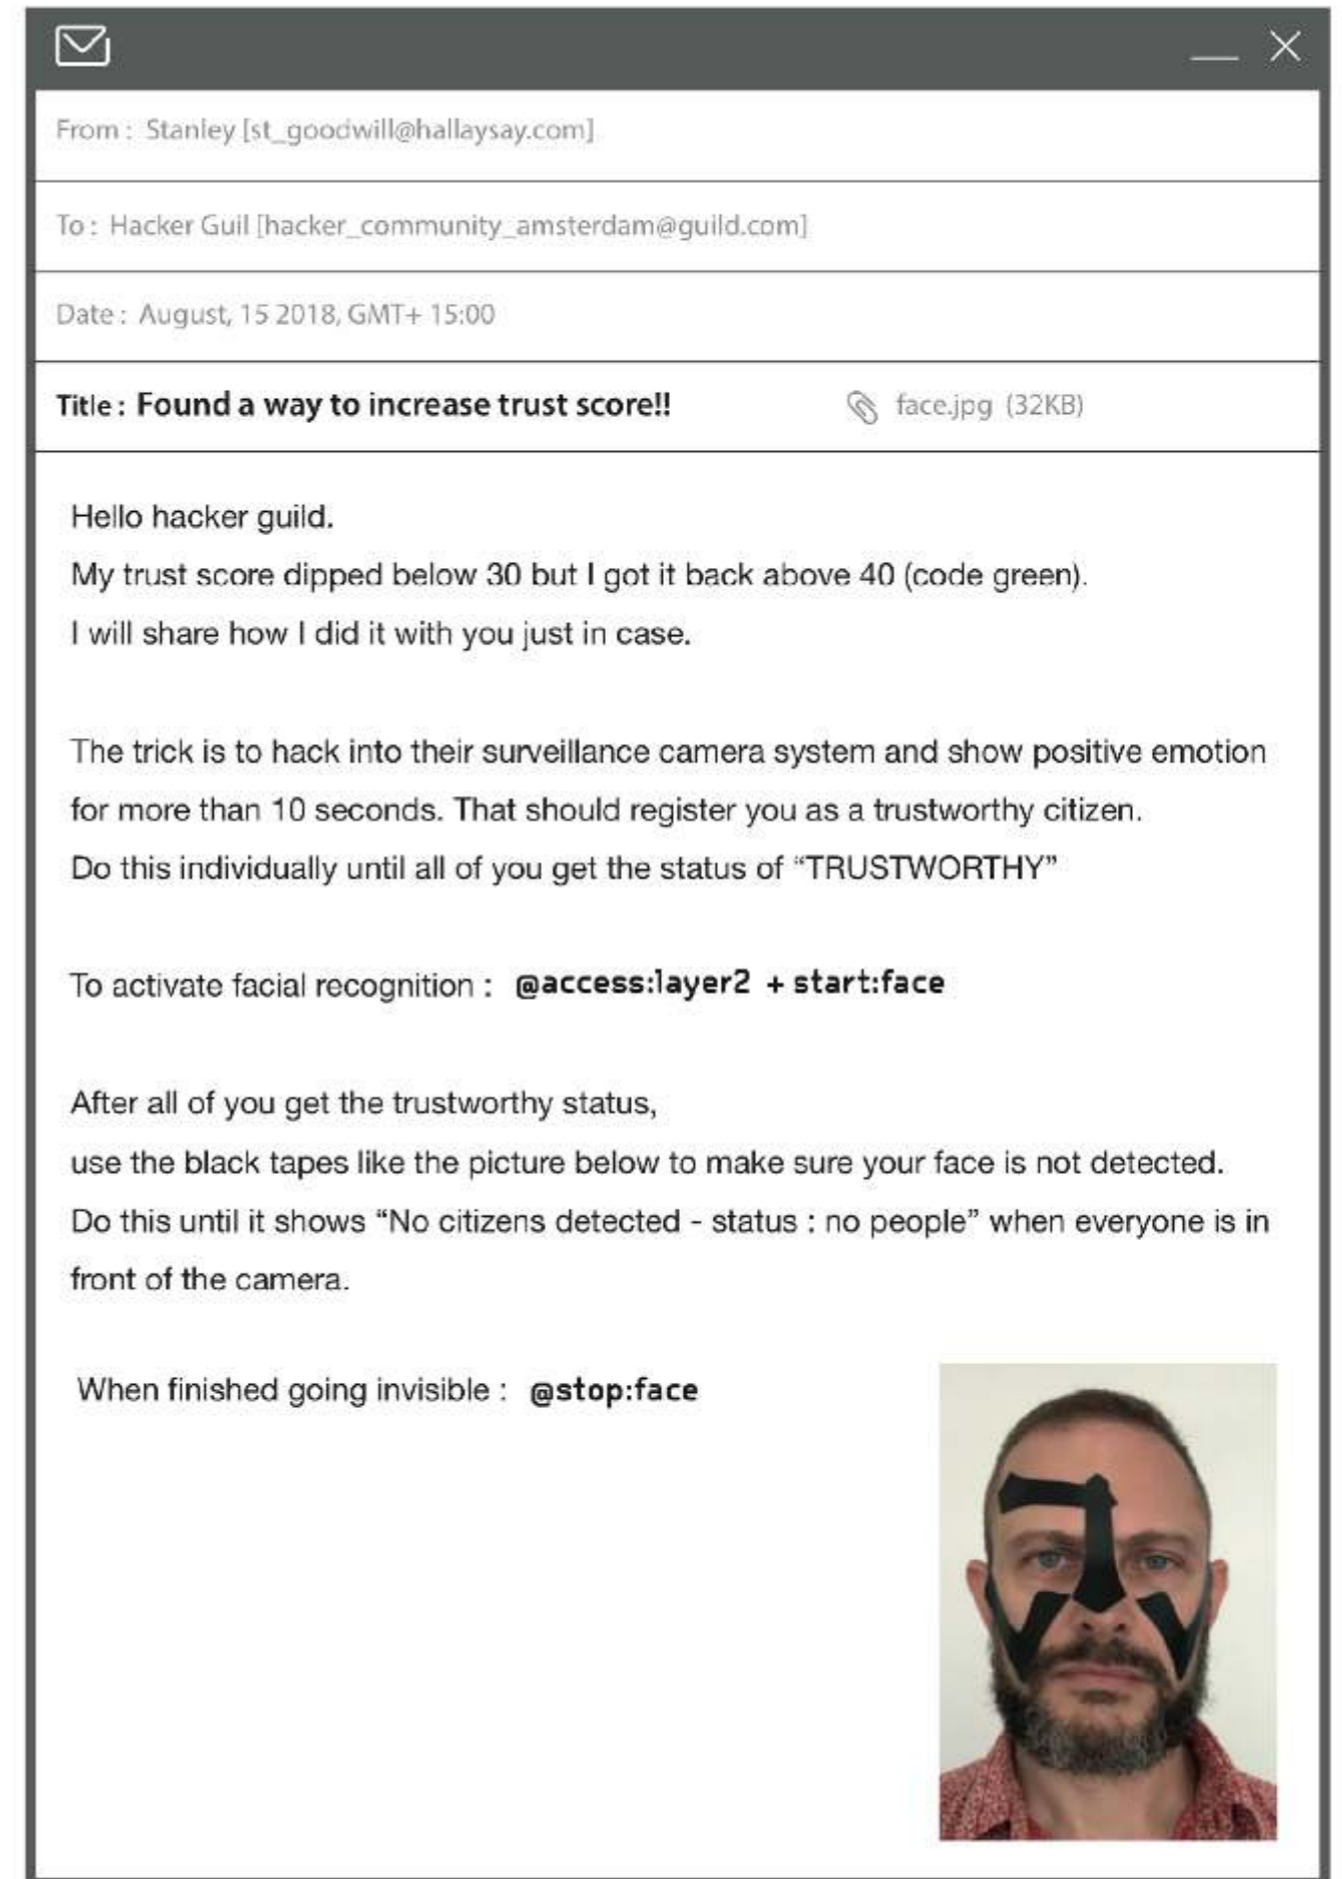 From : Stanley [st_goodwill@hallaysay.com]
To : Hacker Guil [hacker_community_amsterdam@guild.com]
Date : August, 15 2018, GMT+ 15:00
Title : Found a way to increase trust score!! face.jpg (32KB)
Hello hacker guild.
My trust score dipped below 30 but I got it back above 40 (code green).
I will share how I did it with you just in case.
The trick is to hack into their surveillance camera system and show positive emotion
for more than 10 seconds. That should register you as a trustworthy citizen.
Do this individually until all of you get the status of “TRUSTWORTHY”
To activate facial recognition : @access:layer2 + start:face
After all of you get the trustworthy status,
use the black tapes like the picture below to make sure your face is not detected.
Do this until it shows “No citizens detected - status : no people” when everyone is in
front of the camera.
When finished going invisible : @stop:face